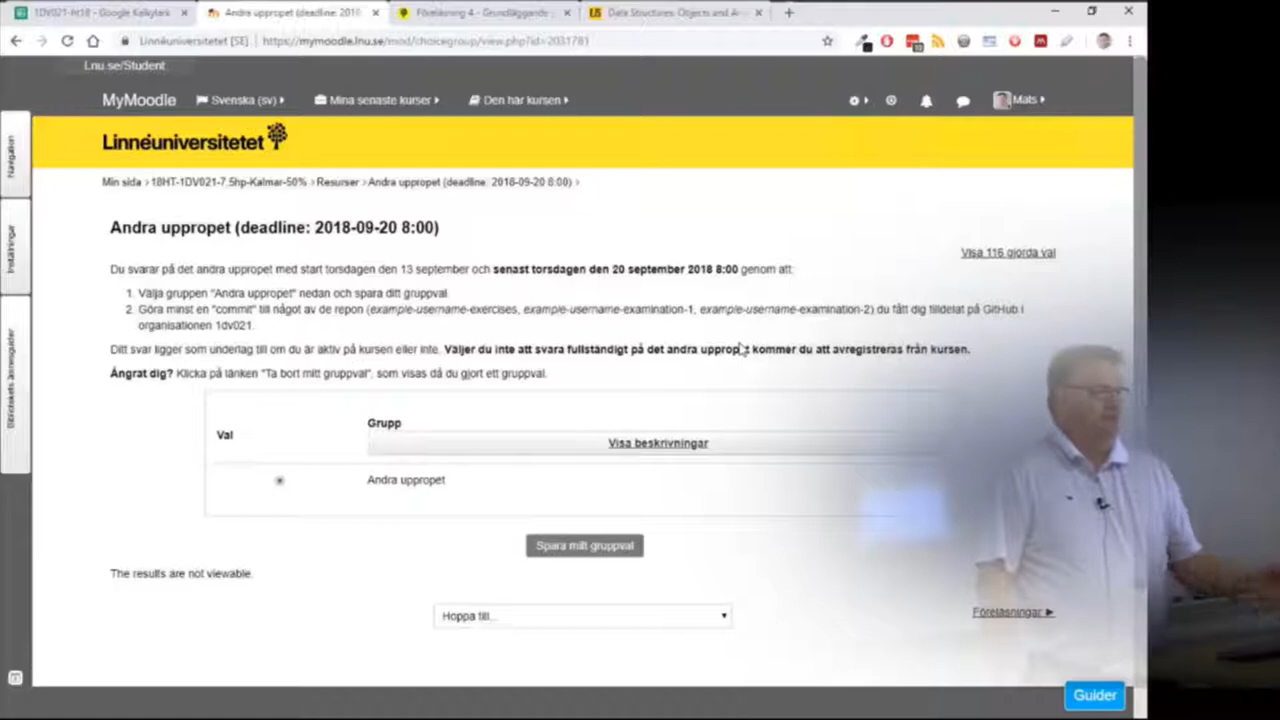 1DV021-ht18 - Google Kalkylark
Andra uppropet (deadline: 2018
Föreläsning 4 - Grundläggande
Data Structures: Objects and Ar
Linnéuniversitetet [SE] https://mymoodle.lnu.se/mod/choicegroup/view.php?id=2031781
Lnu.se/Student
MyMoodle Svenska (sv) Mina senaste kurser Den här kursen Mats
Navigation
Linnéuniversitetet
Min sida › 18HT-1DV021-7.5hp-Kalmar-50% › Resurser › Andra uppropet (deadline: 2018-09-20 8:00) ›
Inställningar
Andra uppropet (deadline: 2018-09-20 8:00)
Visa 116 gjorda val
Du svarar på det andra uppropet med start torsdagen den 13 september och senast torsdagen den 20 september 2018 8:00 genom att:
1. Välja gruppen "Andra uppropet" nedan och spara ditt gruppval.
2. Göra minst en "commit" till något av de repon (example-username-exercises, example-username-examination-1, example-username-examination-2) du fått dig tilldelat på GitHub i
organisationen 1dv021.
Ditt svar ligger som underlag till om du är aktiv på kursen eller inte. Väljer du inte att svara fullständigt på det andra uppropet kommer du att avregistreras från kursen.
Ångrat dig? Klicka på länken "Ta bort mitt gruppval", som visas då du gjort ett gruppval.
Bibliotekets ämnesguider
Val
Grupp
Visa beskrivningar
Andra uppropet
Spara mitt gruppval
The results are not viewable.
Hoppa till...
Föreläsningar ►
Guider